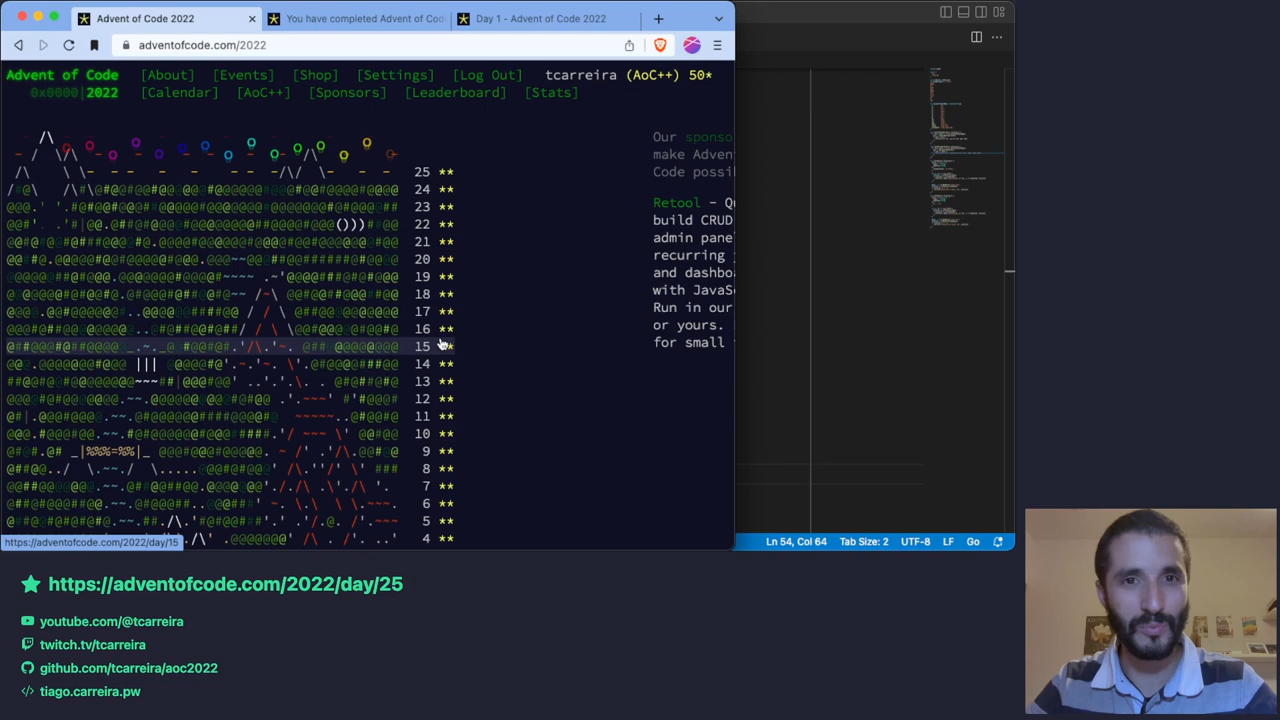 Advent of Code 2022
You have completed Advent of Cod
Day 1 - Advent of Code 2022
adventofcode.com/2022
Advent of Code [About] [Events] [Shop] [Settings] [Log Out] tcarreira (AoC++) 50*
0x0000|2022 [Calendar] [AoC++] [Sponsors] [Leaderboard] [Stats]
Our sponso
make Adven
Code possi
Retool - Qu
build CRUD
admin pane
recurring
and dashbo
with JavaS
Run in our
or yours.
for small
25 **
24 **
23 **
22 **
21 **
20 **
19 **
18 **
17 **
16 **
15 **
14 **
13 **
12 **
11 **
10 **
9 **
8 **
7 **
6 **
5 **
4 **
https://adventofcode.com/2022/day/15
Ln 54, Col 64 Tab Size: 2 UTF-8 LF Go
https://adventofcode.com/2022/day/25
youtube.com/@tcarreira
twitch.tv/tcarreira
github.com/tcarreira/aoc2022
tiago.carreira.pw